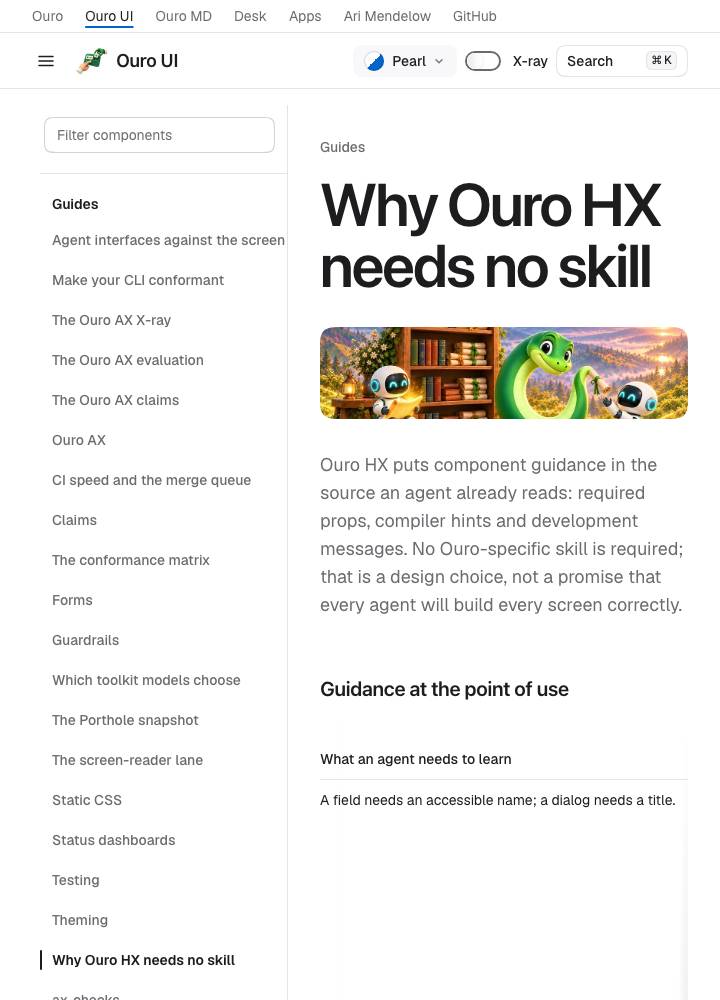 Ouro
Ouro UI
Ouro MD
Desk
Apps
Ari Mendelow
GitHub
Ouro UI
Pearl
X-ray
Search
⌘ K
Filter components
Guides
Agent interfaces against the screen
Make your CLI conformant
The Ouro AX X-ray
The Ouro AX evaluation
The Ouro AX claims
Ouro AX
CI speed and the merge queue
Claims
The conformance matrix
Forms
Guardrails
Which toolkit models choose
The Porthole snapshot
The screen-reader lane
Static CSS
Status dashboards
Testing
Theming
Why Ouro HX needs no skill
Guides
Why Ouro HX
needs no skill
Ouro HX puts component guidance in the
source an agent already reads: required
props, compiler hints and development
messages. No Ouro-specific skill is required;
that is a design choice, not a promise that
every agent will build every screen correctly.
Guidance at the point of use
What an agent needs to learn
A field needs an accessible name; a dialog needs a title.